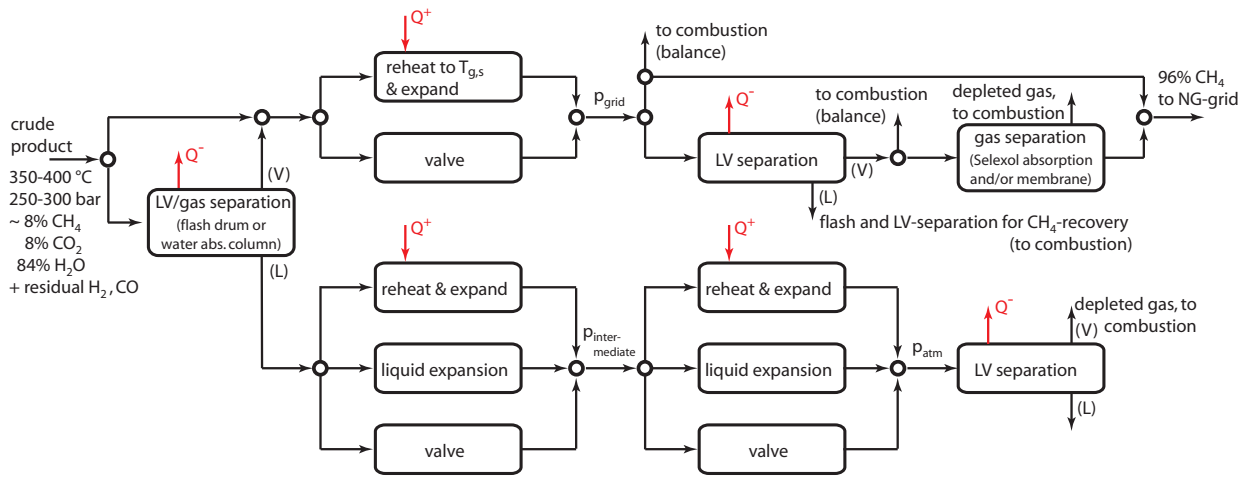 crude
product
350-400 °C
250-300 bar
~ 8% CH4
8% CO2
84% H2O
+ residual H2, CO
Q-
LV/gas separation
(flash drum or
water abs. column)
(V)
(L)
Q+
reheat to Tg,s
& expand
valve
pgrid
to combustion
(balance)
Q-
LV separation
(V)
(L)
flash and LV-separation for CH4-recovery
(to combustion)
to combustion
(balance)
depleted gas,
to combustion
gas separation
(Selexol absorption
and/or membrane)
96% CH4
to NG-grid
Q+
reheat & expand
liquid expansion
valve
pinter-
mediate
Q+
reheat & expand
liquid expansion
valve
patm
Q-
LV separation
(V)
depleted gas, to
combustion
(L)